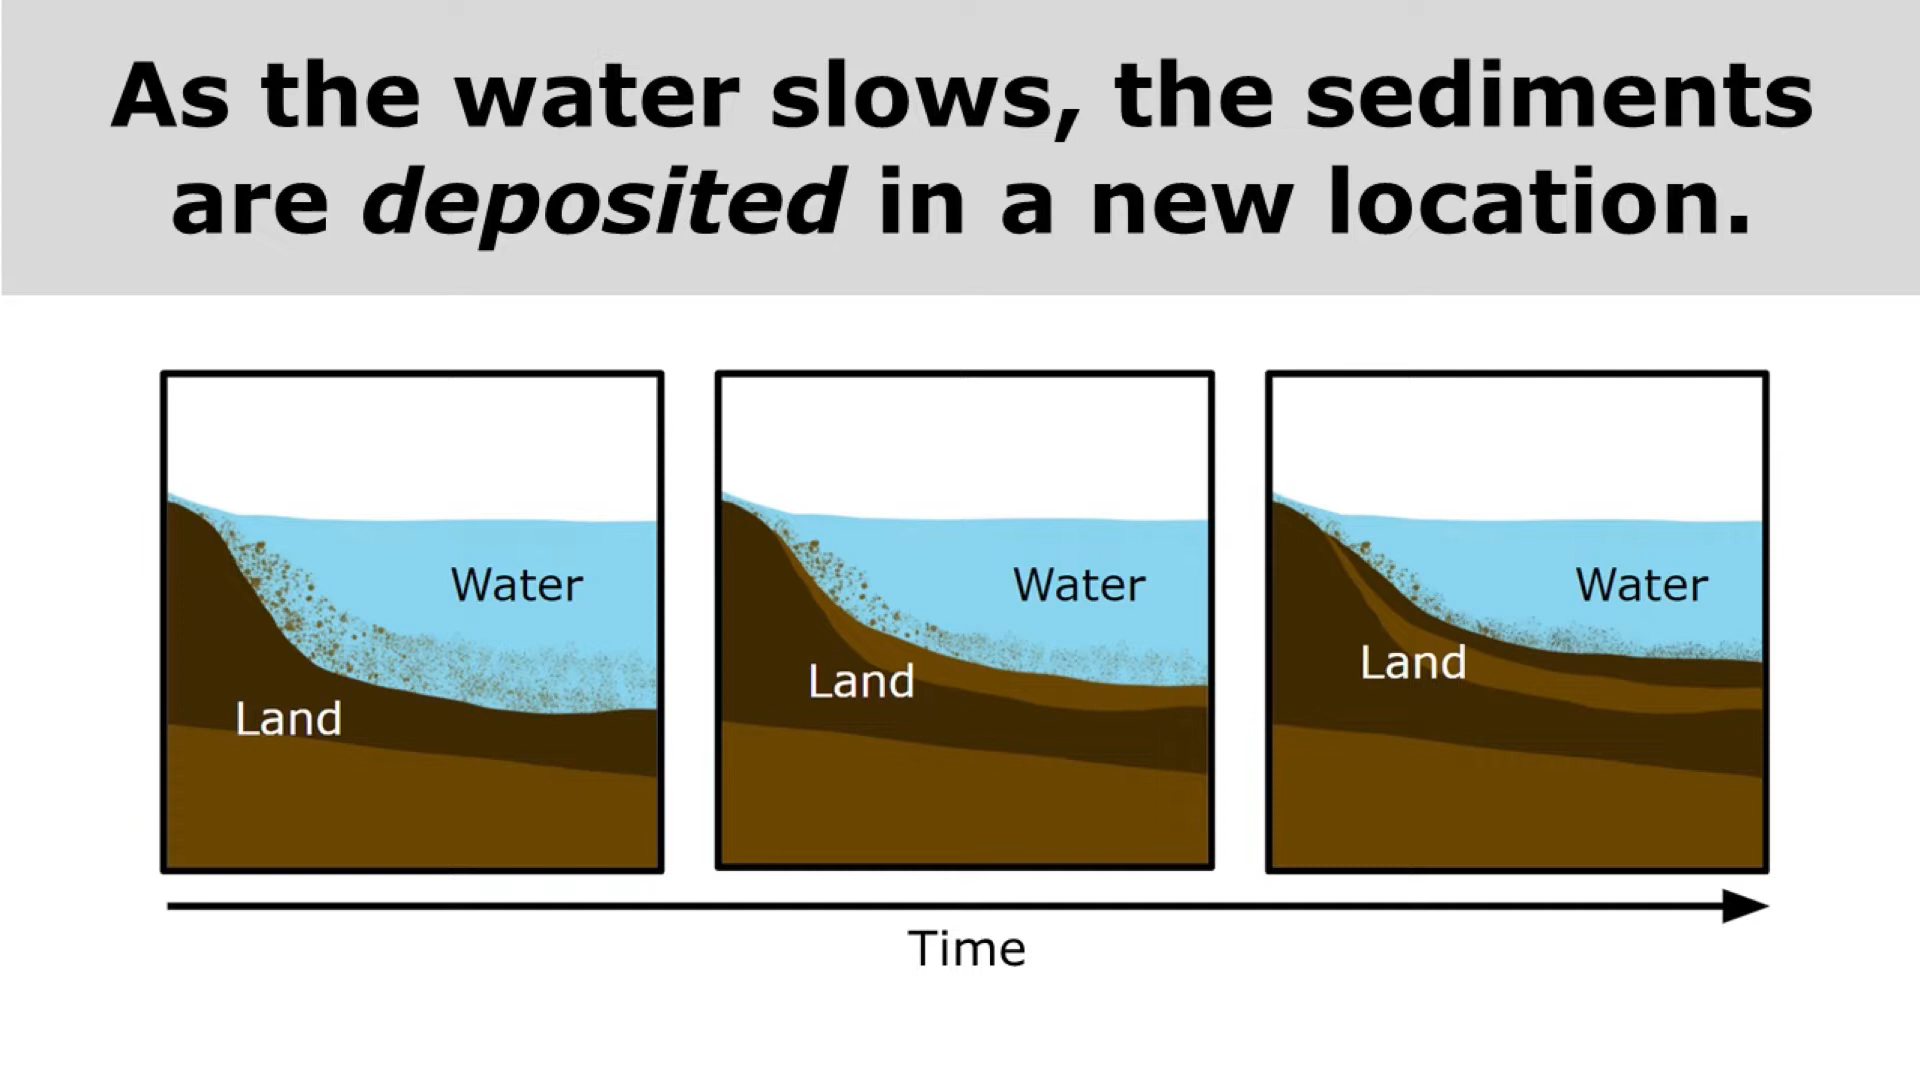 As the water slows, the sediments
are deposited in a new location.
Water
Land
Water
Land
Water
Land
Time